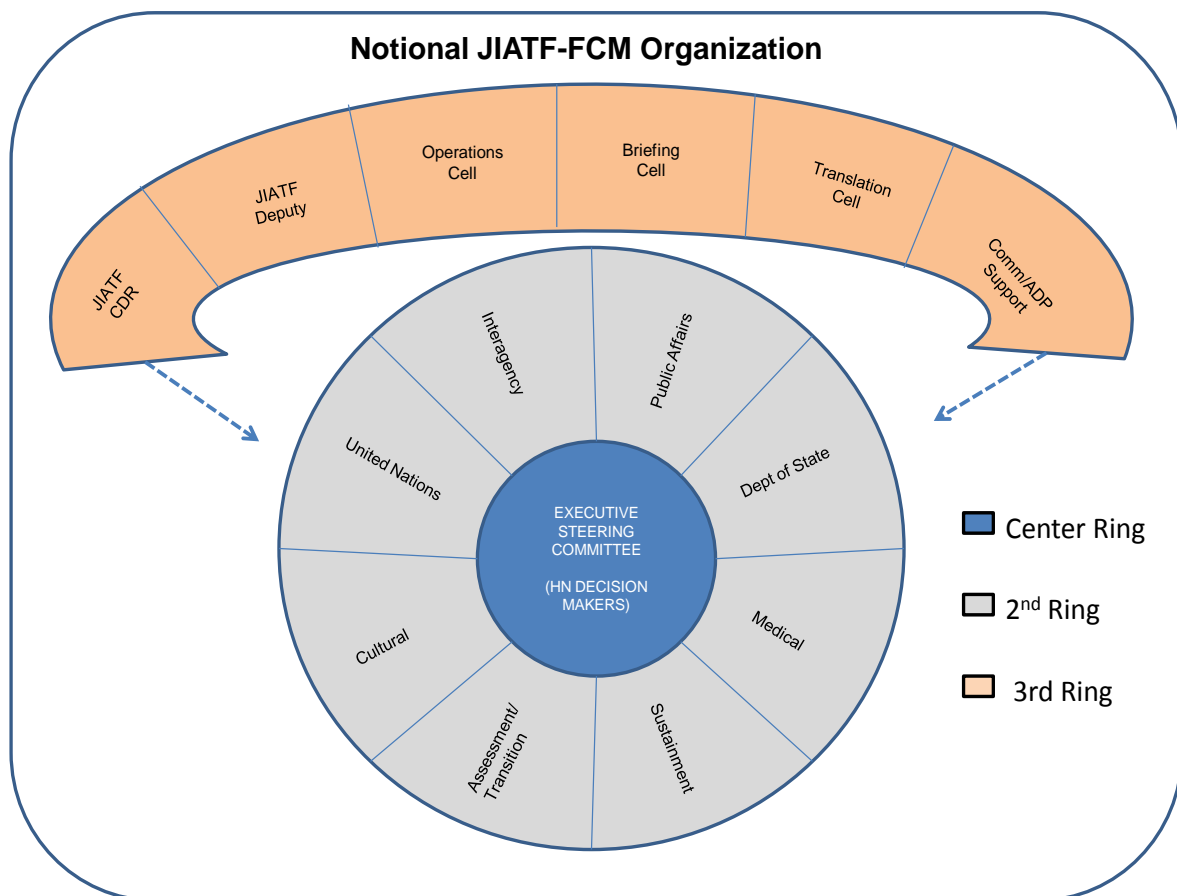 Notional JIATF-FCM Organization
JIATF
CDR
JIATF
Deputy
Operations
Cell
Briefing
Cell
Translation
Cell
Comm/ADP
Support
Interagency
Public Affairs
United Nations
Dept of State
EXECUTIVE
STEERING
COMMITTEE
(HN DECISION
MAKERS)
Cultural
Medical
Assessment/
Transition
Sustainment
Center Ring
2nd Ring
3rd Ring